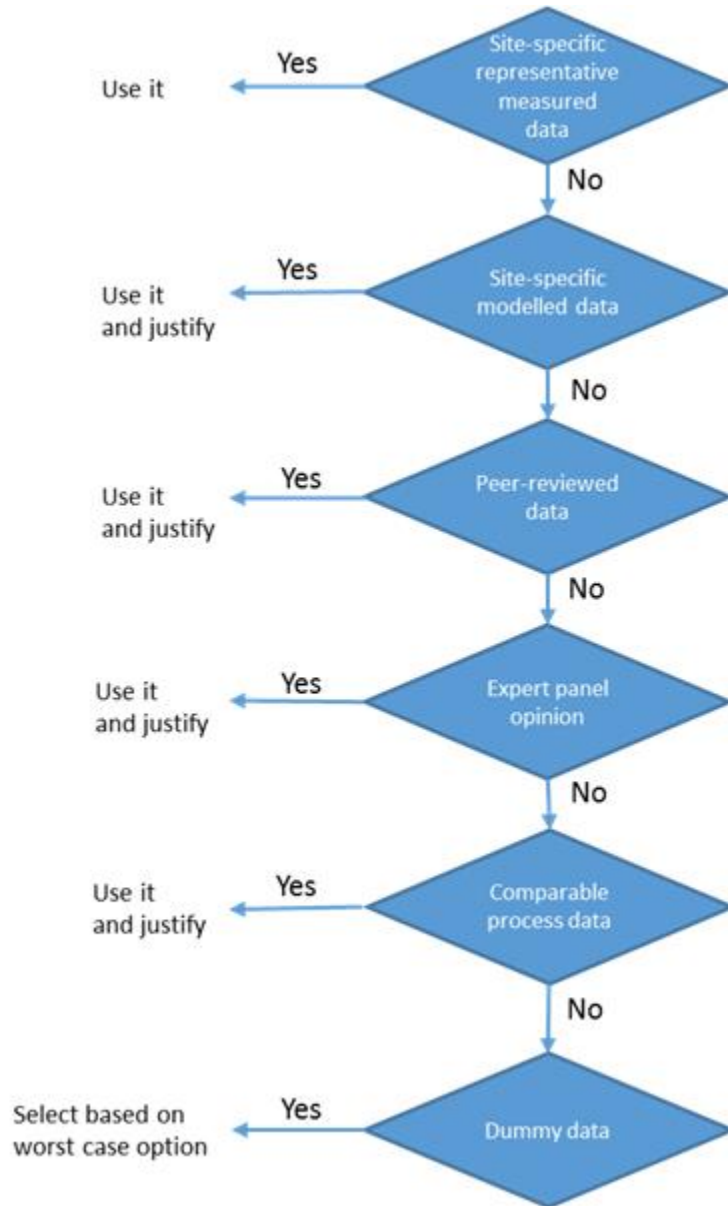 Site-specific
representative
measured
data
Yes
Use it
No
Site-specific
modelled data
Yes
Use it
and justify
No
Peer-reviewed
data
Yes
Use it
and justify
No
Expert panel
opinion
Yes
Use it
and justify
No
Comparable
process data
Yes
Use it
and justify
No
Dummy data
Yes
Select based on
worst case option